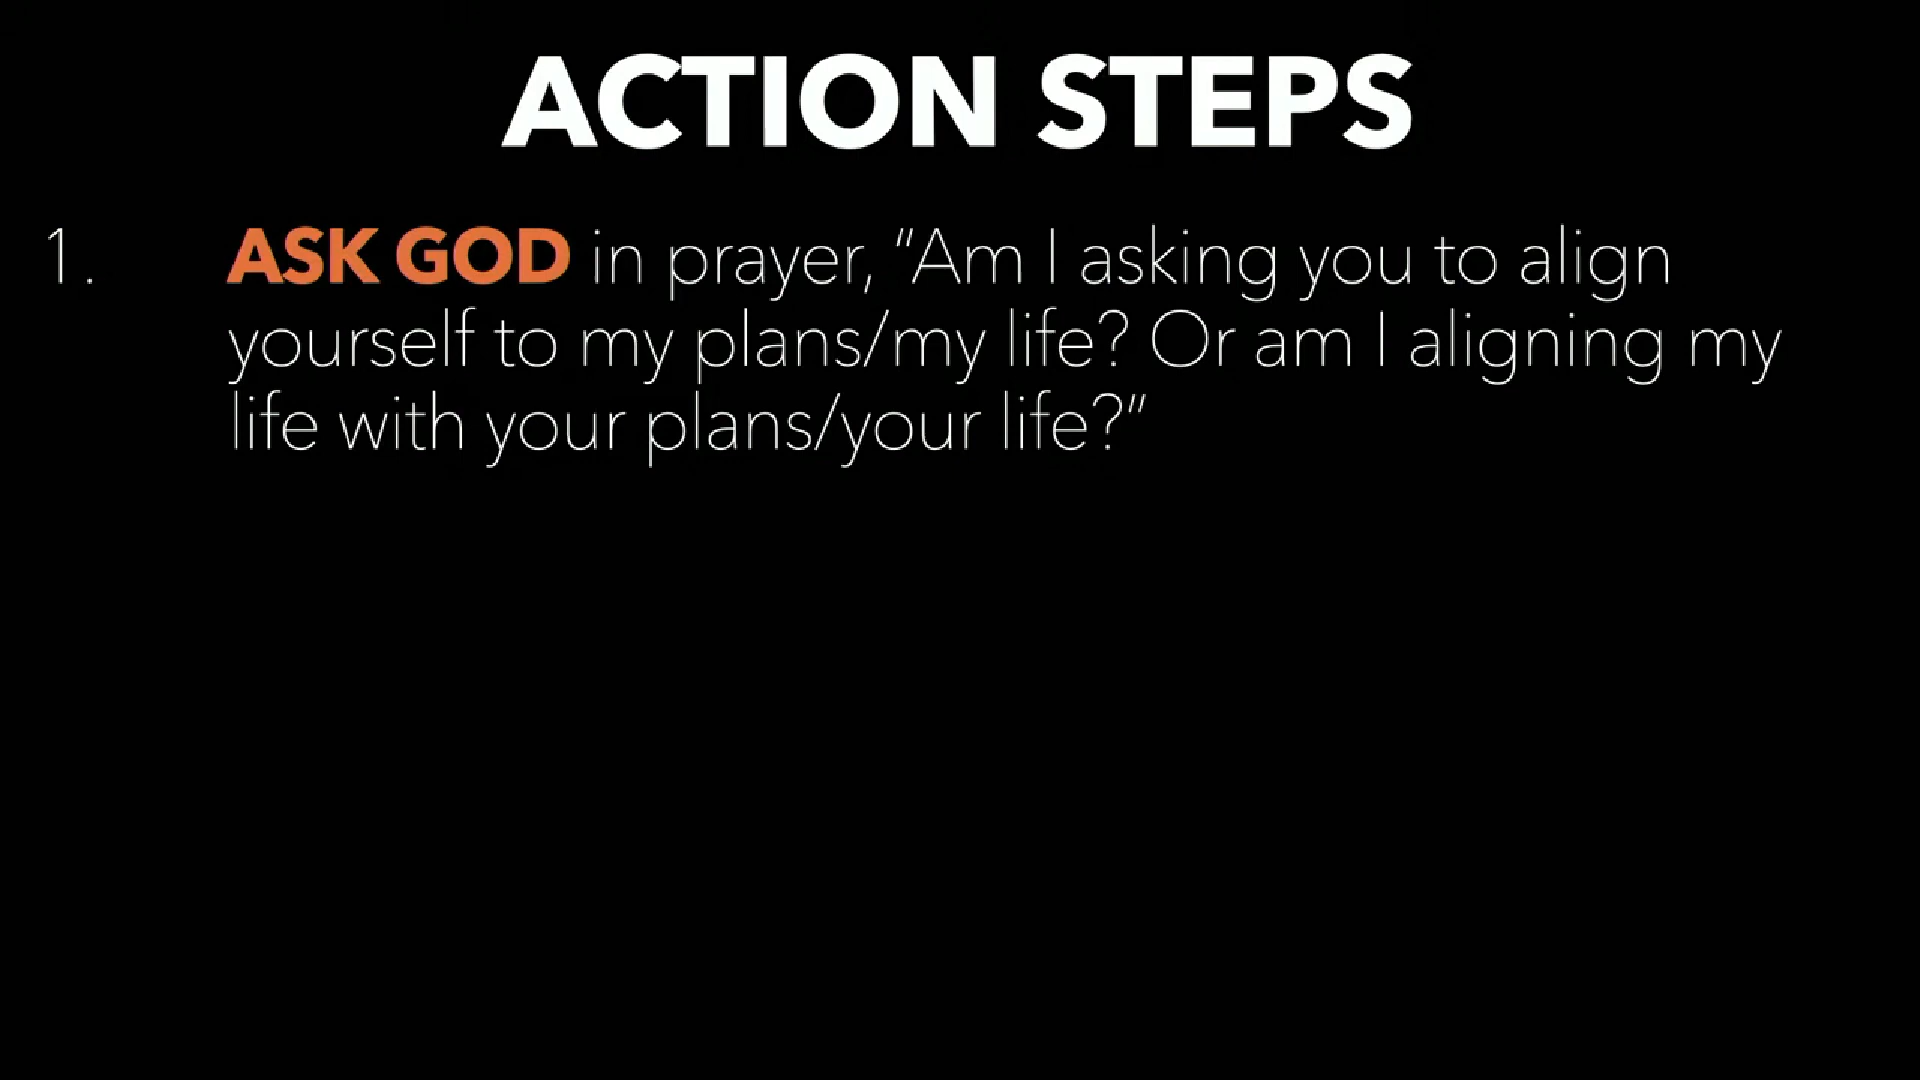 ACTION STEPS
1. ASK GOD in prayer, “Am I asking you to align
yourself to my plans/my life? Or am I aligning my
life with your plans/your life?”